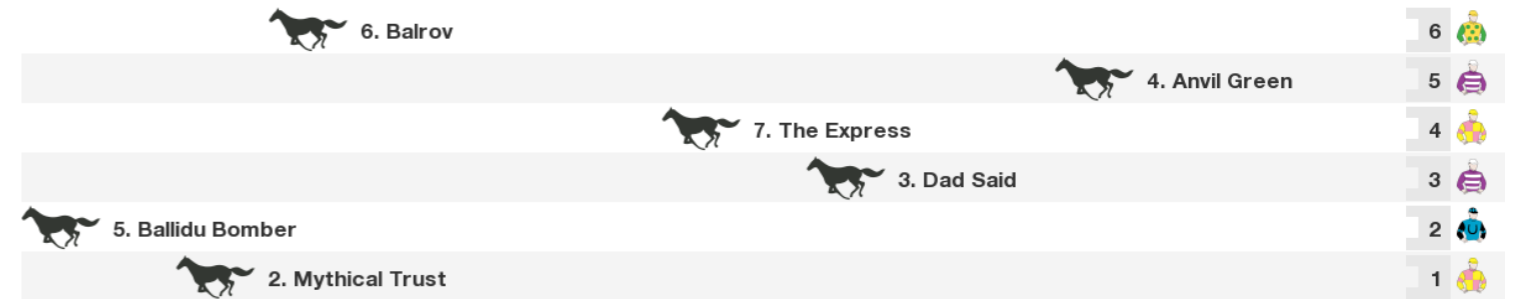 6. Balrov 6
4. Anvil Green 5
7. The Express 4
3. Dad Said 3
5. Ballidu Bomber 2
2. Mythical Trust 1